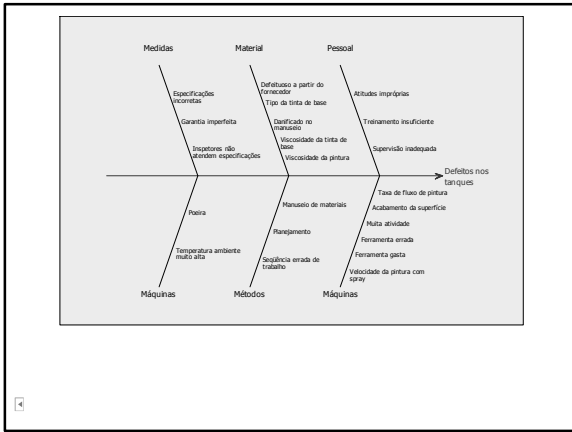 Medidas
Material
Pessoal
Especificações
incorretas
Garantia imperfeita
Inspetores não
atendem especificações
Defeituoso a partir do
fornecedor
Tipo da tinta de base
Danificado no
manuseio
Viscosidade da tinta de
base
Viscosidade da pintura
Atitudes impróprias
Treinamento insuficiente
Supervisão inadequada
Defeitos nos
tanques
Poeira
Temperatura ambiente
muito alta
Manuseio de materiais
Planejamento
Seqüência errada de
trabalho
Taxa de fluxo de pintura
Acabamento da superfície
Muita atividade
Ferramenta errada
Ferramenta gasta
Velocidade da pintura com
spray
Máquinas
Métodos
Máquinas